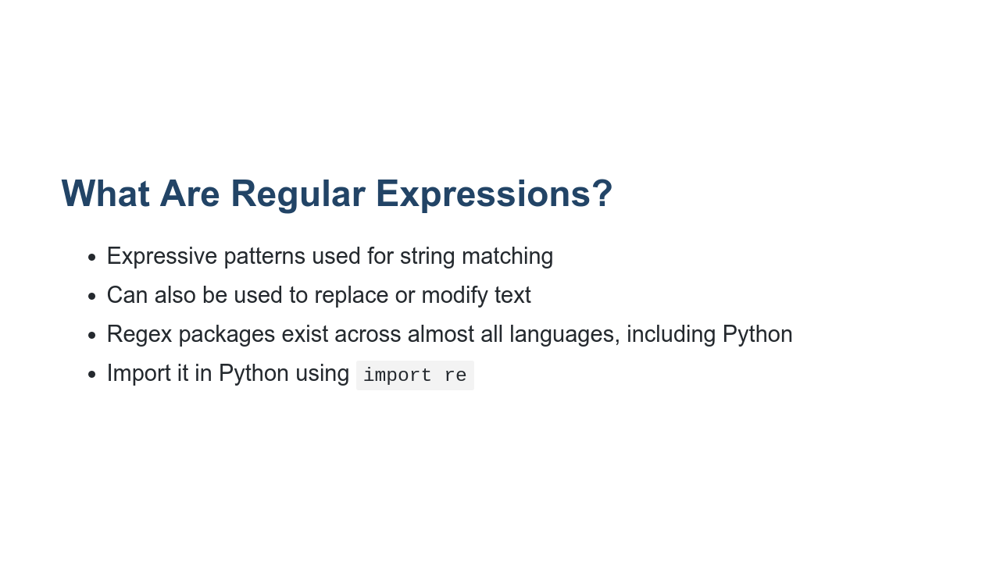 What Are Regular Expressions?
• Expressive patterns used for string matching
• Can also be used to replace or modify text
• Regex packages exist across almost all languages, including Python
• Import it in Python using import re